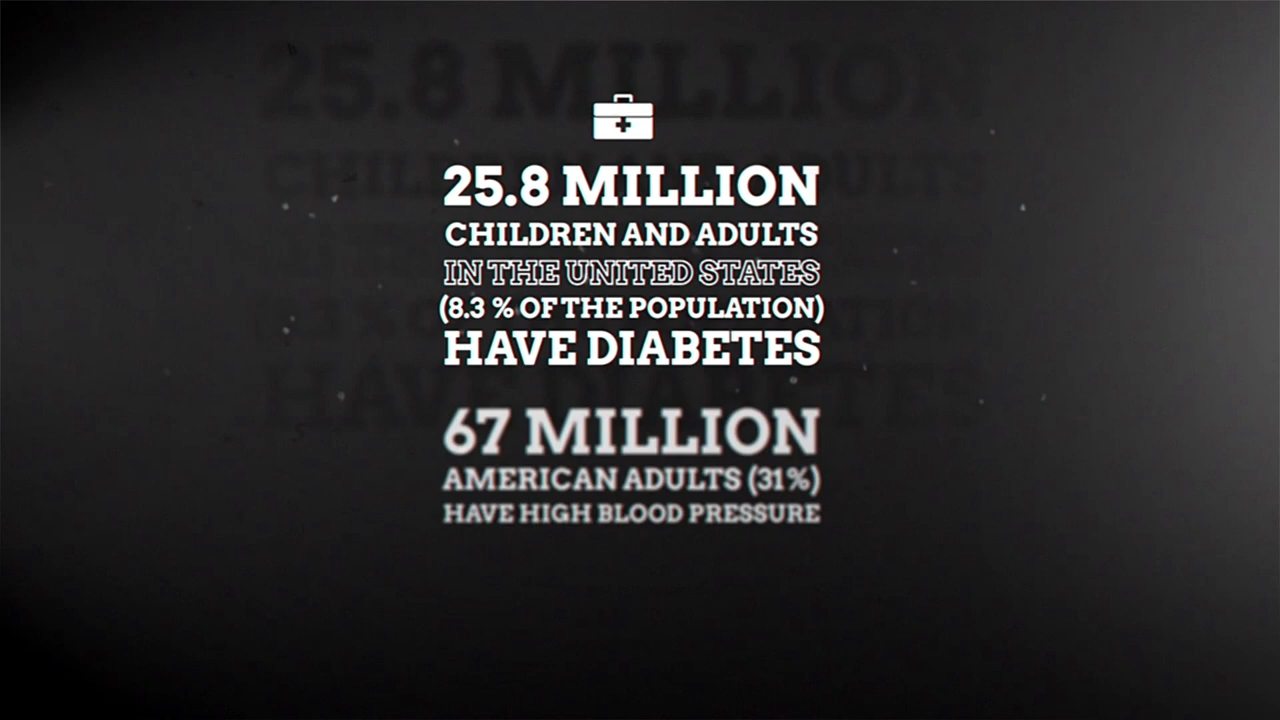 25.8 MILLION
CHILDREN AND ADULTS
IN THE UNITED STATES
(8.3 % OF THE POPULATION)
HAVE DIABETES
67 MILLION
AMERICAN ADULTS (31%)
HAVE HIGH BLOOD PRESSURE